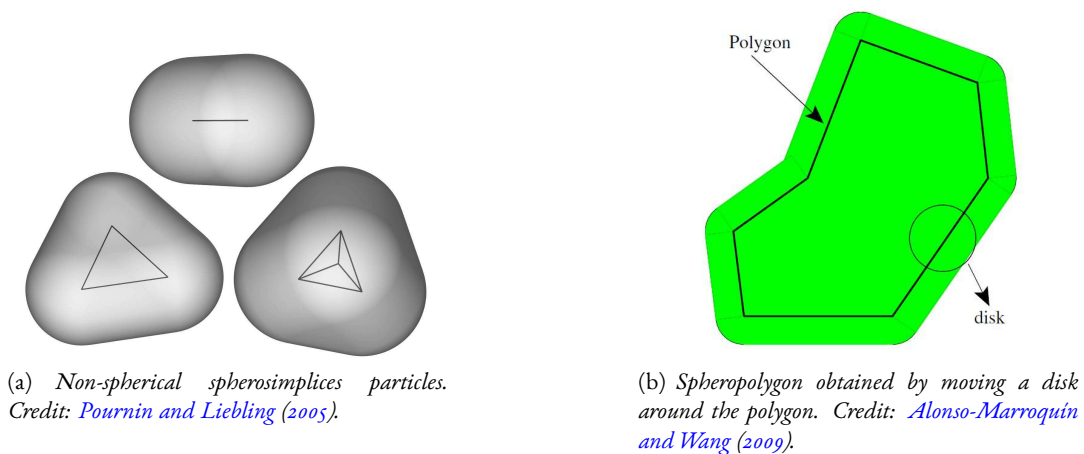 Polygon
disk
(a) Non-spherical spherosimplices particles.
Credit: Pournin and Liebling (2005).
(b) Spheropolygon obtained by moving a disk
around the polygon. Credit: Alonso-Marroquín
and Wang (2009).